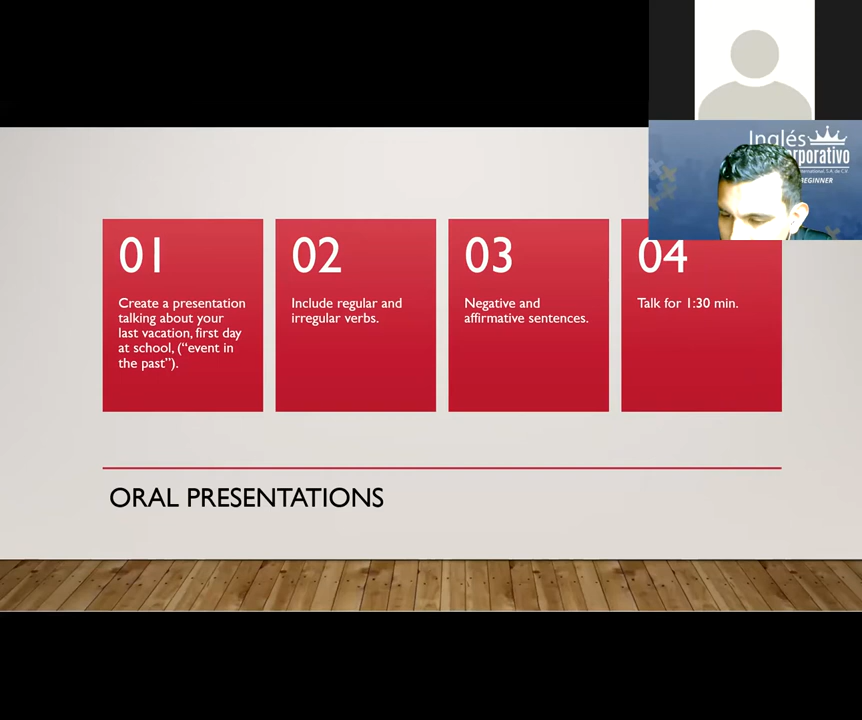 Inglés
rporativo
BEGINNER
01
Create a presentation
talking about your
last vacation, first day
at school, (“event in
the past”).
02
Include regular and
irregular verbs.
03
Negative and
affirmative sentences.
04
Talk for 1:30 min.
ORAL PRESENTATIONS